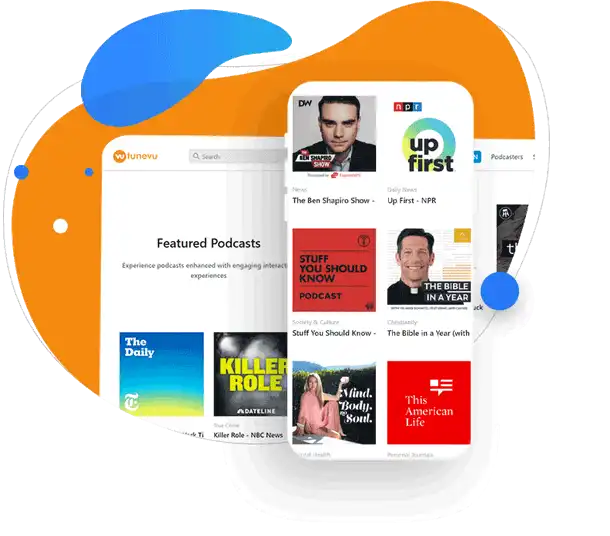 tunevu
Search
Podcasters
Featured Podcasts
Experience podcasts enhanced with engaging
experiences
The
Daily
KILLER
ROLE
DATELINE
True Crime
Killer Role - NBC News
DW
THE
BEN SHAPIRO
SHOW
News
The Ben Shapiro Show -
npr
up
first
Daily News
Up First - NPR
STUFF
YOU SHOULD
KNOW
PODCAST
Society & Culture
Stuff You Should Know -
THE BIBLE
IN A YEAR
Christianity
The Bible in a Year (with
Mind,
Body,
Soul.
Health
This
American
Life
Personal Journals